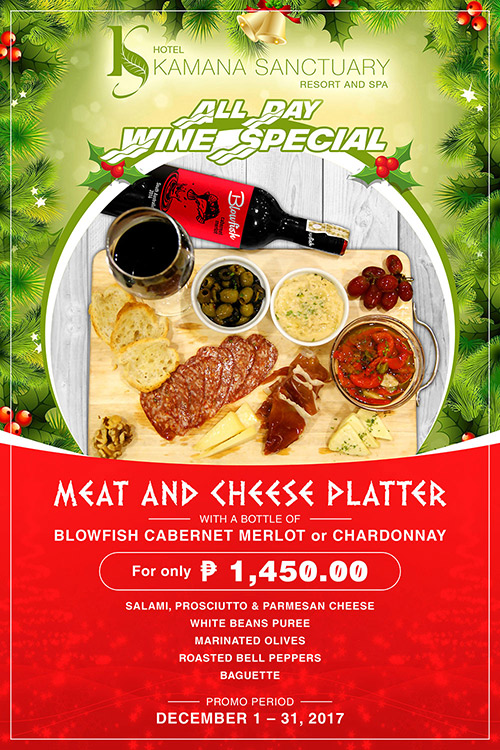 HOTEL
KAMANA SANCTUARY
RESORT AND SPA
ALL DAY
WINE SPECIAL
Blowfish
MEAT AND CHEESE PLATTER
WITH A BOTTLE OF
BLOWFISH CABERNET MERLOT or CHARDONNAY
For only ₱ 1,450.00
SALAMI, PROSCIUTTO & PARMESAN CHEESE
WHITE BEANS PUREE
MARINATED OLIVES
ROASTED BELL PEPPERS
BAGUETTE
PROMO PERIOD
DECEMBER 1 – 31, 2017